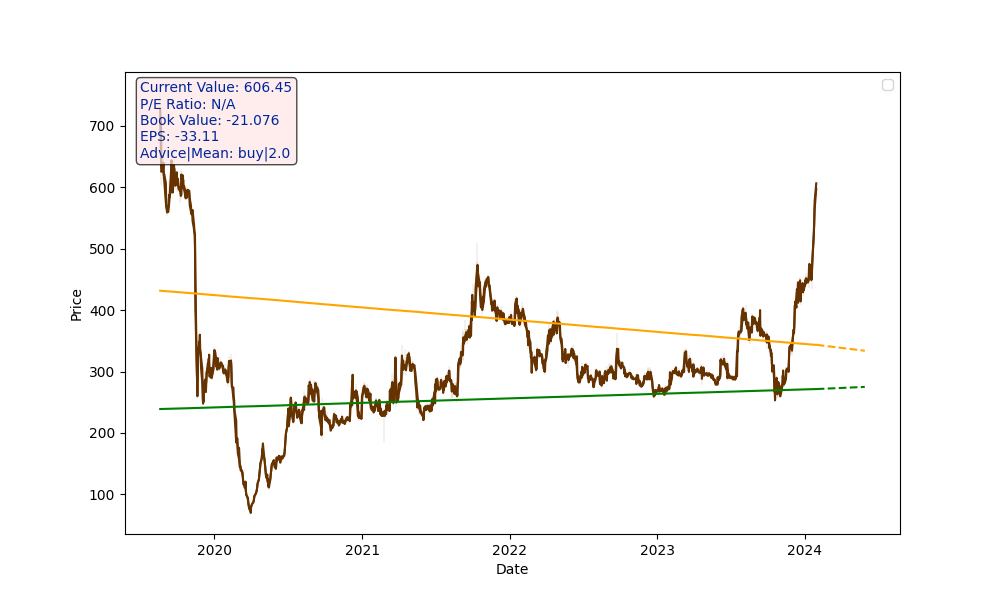 Current Value: 606.45
P/E Ratio: N/A
Book Value: -21.076
EPS: -33.11
Advice|Mean: buy|2.0
700
600
500
400
300
200
100
Price
2020 2021 2022 2023 2024
Date